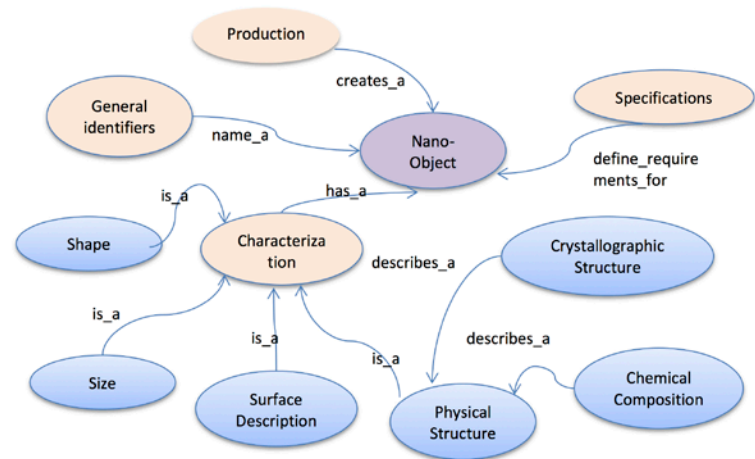 Production
creates_a
General
identifiers
Specifications
name_a
Nano-
Object
define_require
ments_for
is_a
has_a
Shape
Characteriza
tion
describes_a
Crystallographic
Structure
is_a
is_a
is_a
describes_a
Size
Surface
Description
Physical
Structure
Chemical
Composition